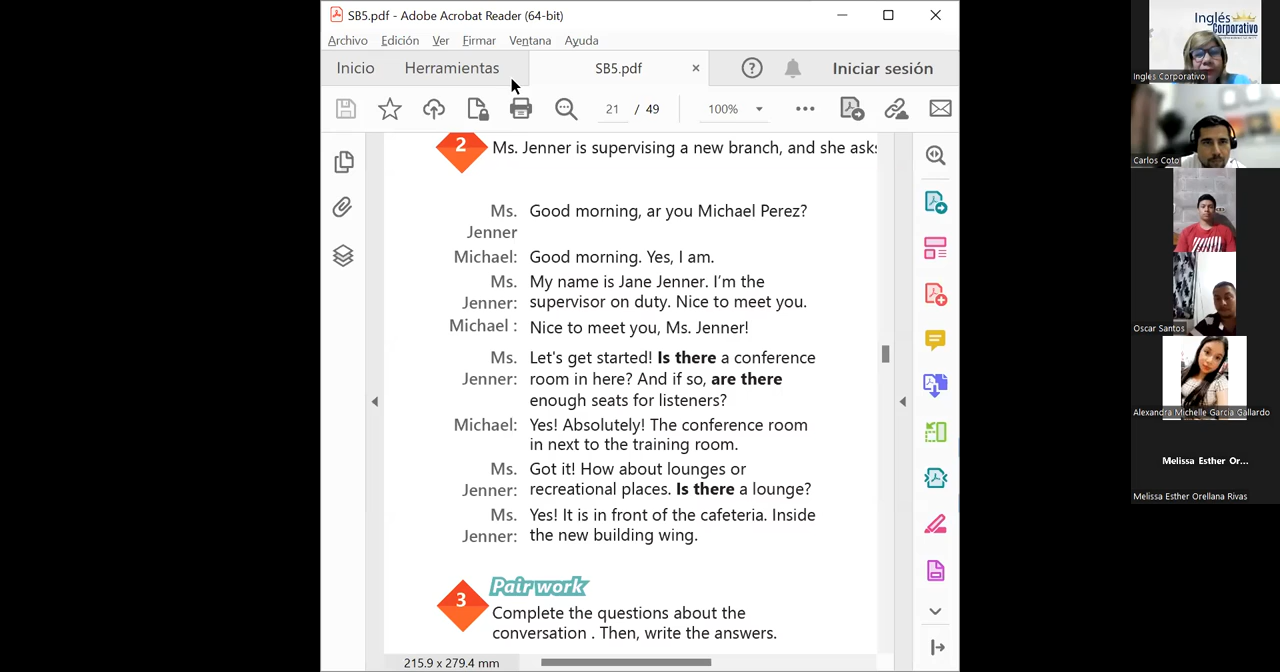 SB5.pdf - Adobe Acrobat Reader (64-bit)
Archivo Edición Ver Firmar Ventana Ayuda
Inicio Herramientas SB5.pdf × Iniciar sesión
21 / 49 100%
2 Ms. Jenner is supervising a new branch, and she asks
Ms. Jenner Good morning, ar you Michael Perez?
Michael: Good morning. Yes, I am.
Ms. My name is Jane Jenner. I'm the
Jenner: supervisor on duty. Nice to meet you.
Michael : Nice to meet you, Ms. Jenner!
Ms. Let's get started! Is there a conference
Jenner: room in here? And if so, are there
enough seats for listeners?
Michael: Yes! Absolutely! The conference room
in next to the training room.
Ms. Got it! How about lounges or
Jenner: recreational places. Is there a lounge?
Ms. Yes! It is in front of the cafeteria. Inside
Jenner: the new building wing.
Pair work
3 Complete the questions about the
conversation . Then, write the answers.
215.9 x 279.4 mm
Inglés
Corporativo
Ingles Corporativo
Carlos Coto
Oscar Santos
Alexandra Michelle Garcia Gallardo
Melissa Esther Or...
Melissa Esther Orellana Rivas